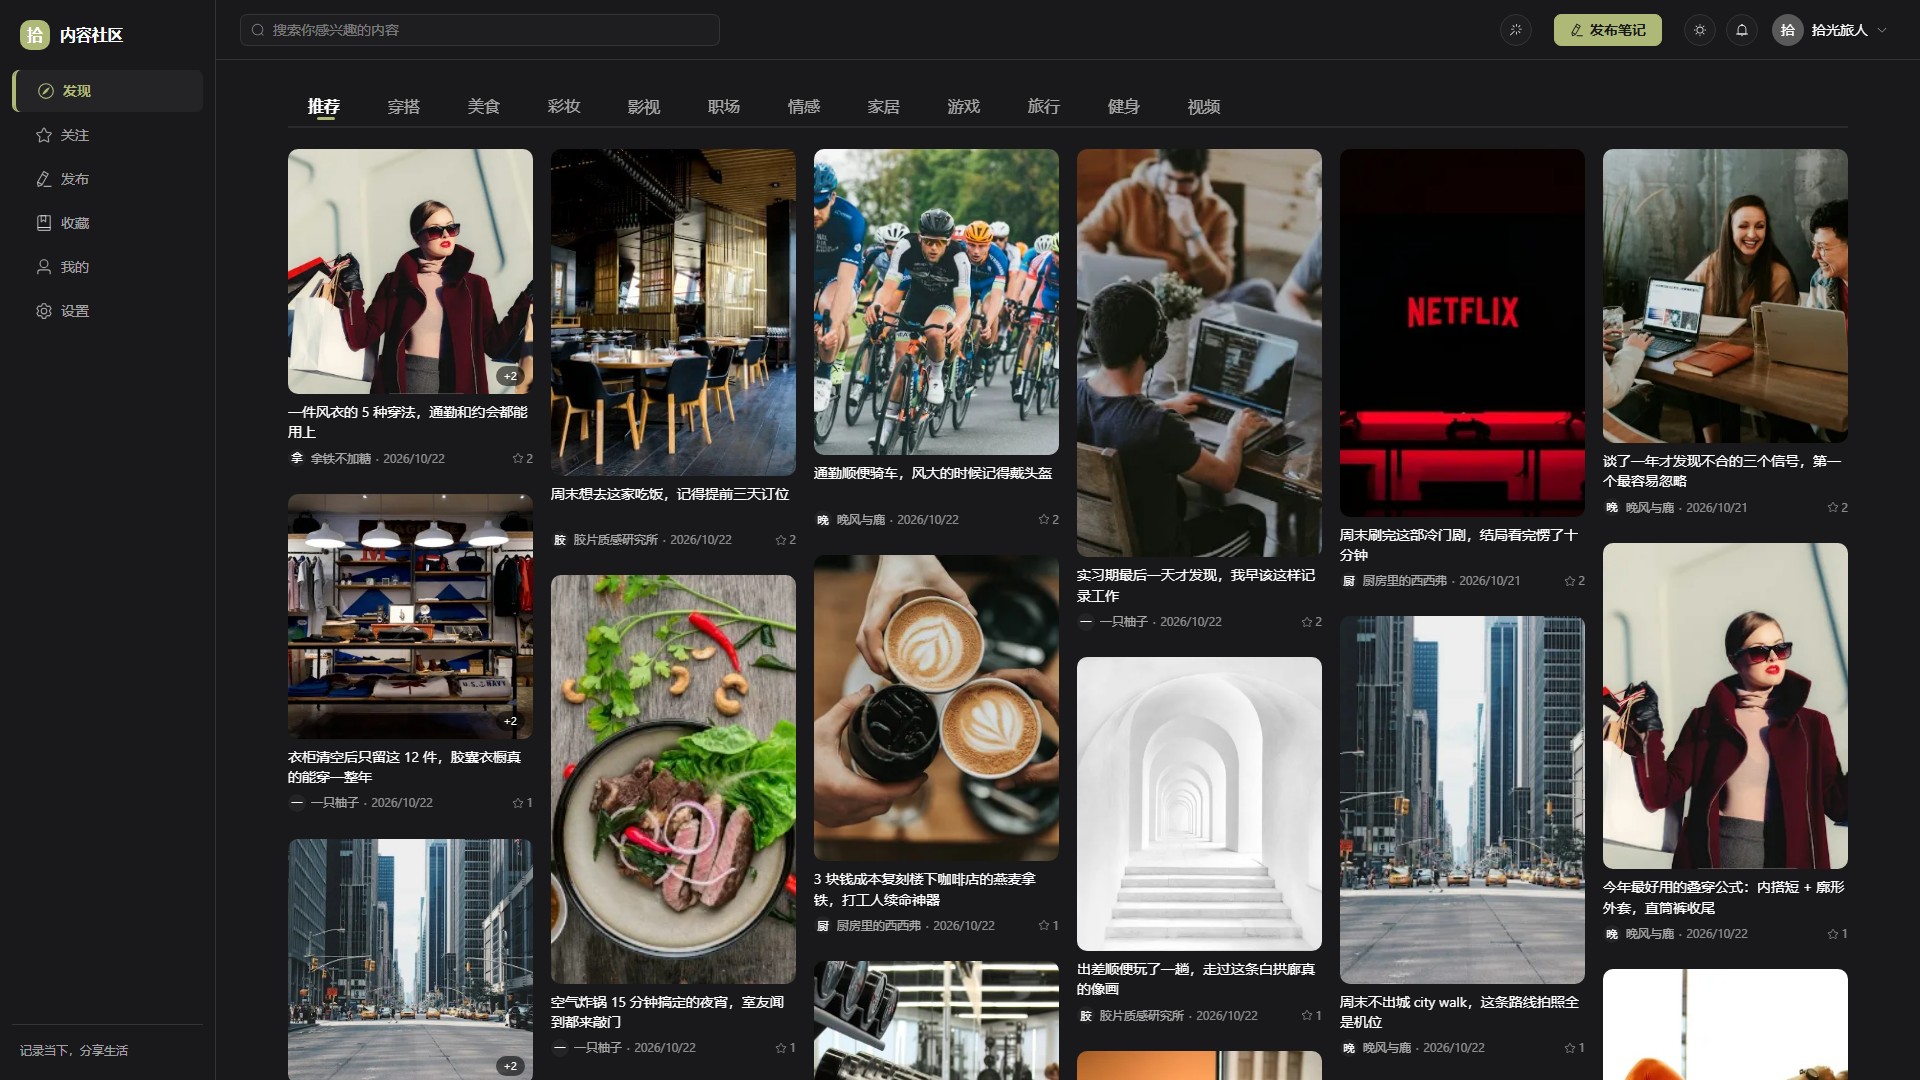 拾 内容社区
发现
关注
发布
收藏
我的
设置
记录当下，分享生活
搜索你感兴趣的内容
发布笔记
拾 拾光旅人
推荐 穿搭 美食 彩妆 影视 职场 情感 家居 游戏 旅行 健身 视频
+2
一件风衣的 5 种穿法，通勤和约会都能
用上
拿 拿铁不加糖 · 2026/10/22 2
U.S. NAVY
+2
衣柜清空后只留这 12 件，胶囊衣橱真
的能穿一整年
一 一只柚子 · 2026/10/22 1
+2
周末想去这家吃饭，记得提前三天订位
胶 胶片质感研究所 · 2026/10/22 2
空气炸锅 15 分钟搞定的夜宵，室友闻
到都来敲门
一 一只柚子 · 2026/10/22 1
通勤顺便骑车，风大的时候记得戴头盔
晚 晚风与鹿 · 2026/10/22 2
3 块钱成本复刻楼下咖啡店的燕麦拿
铁，打工人续命神器
厨 厨房里的西西弗 · 2026/10/22 1
实习期最后一天才发现，我早该这样记
录工作
一 一只柚子 · 2026/10/22 2
出差顺便玩了一趟，走过这条白拱廊真
的像画
胶 胶片质感研究所 · 2026/10/22 1
NETFLIX
周末刷完这部冷门剧，结局看完愣了十
分钟
厨 厨房里的西西弗 · 2026/10/21 2
周末不出城 city walk，这条路线拍照全
是机位
晚 晚风与鹿 · 2026/10/22 1
谈了一年才发现不合的三个信号，第一
个最容易忽略
晚 晚风与鹿 · 2026/10/21 2
今年最好用的叠穿公式：内搭短 + 廓形
外套，直筒裤收尾
晚 晚风与鹿 · 2026/10/22 1